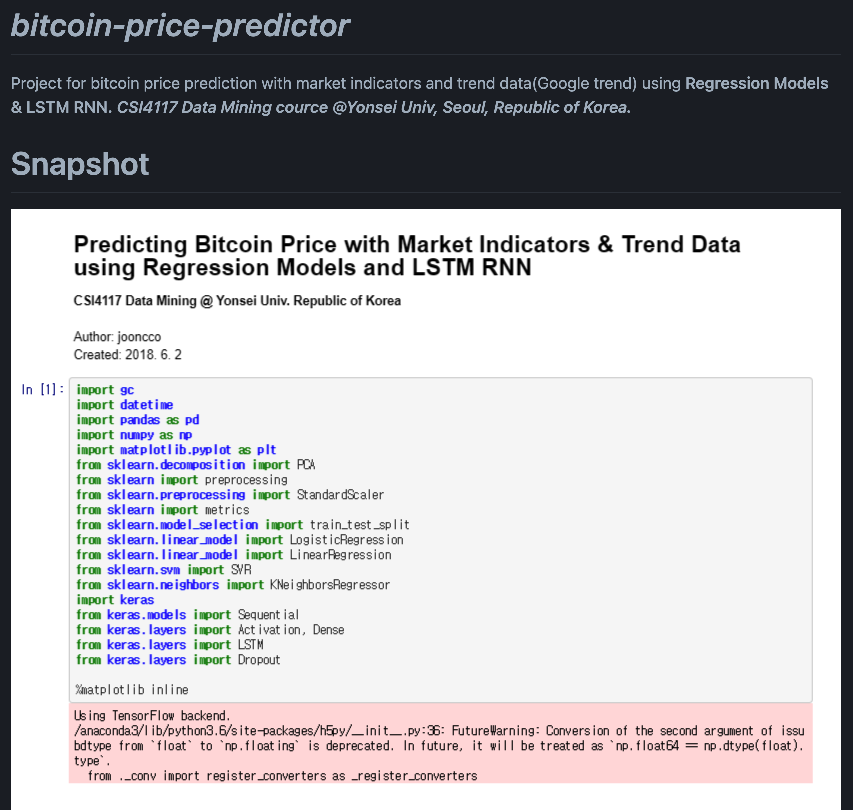 bitcoin-price-predictor
Project for bitcoin price prediction with market indicators and trend data(Google trend) using Regression Models
& LSTM RNN. CSI4117 Data Mining cource @Yonsei Univ, Seoul, Republic of Korea.
Snapshot
Predicting Bitcoin Price with Market Indicators & Trend Data
using Regression Models and LSTM RNN
CSI4117 Data Mining @ Yonsei Univ. Republic of Korea
Author: jooncco
Created: 2018. 6. 2
In [1]:
import gc
import datetime
import pandas as pd
import numpy as np
import matplotlib.pyplot as plt
from sklearn.decomposition import PCA
from sklearn import preprocessing
from sklearn.preprocessing import StandardScaler
from sklearn import metrics
from sklearn.model_selection import train_test_split
from sklearn.linear_model import LogisticRegression
from sklearn.linear_model import LinearRegression
from sklearn.svm import SVR
from sklearn.neighbors import KNeighborsRegressor
import keras
from keras.models import Sequential
from keras.layers import Activation, Dense
from keras.layers import LSTM
from keras.layers import Dropout
%matplotlib inline
Using TensorFlow backend.
/anaconda3/lib/python3.6/site-packages/h5py/__init__.py:36: FutureWarning: Conversion of the second argument of issu
bdtype from `float` to `np.floating` is deprecated. In future, it will be treated as `np.float64 == np.dtype(float).
type`.
from ._conv import register_converters as _register_converters